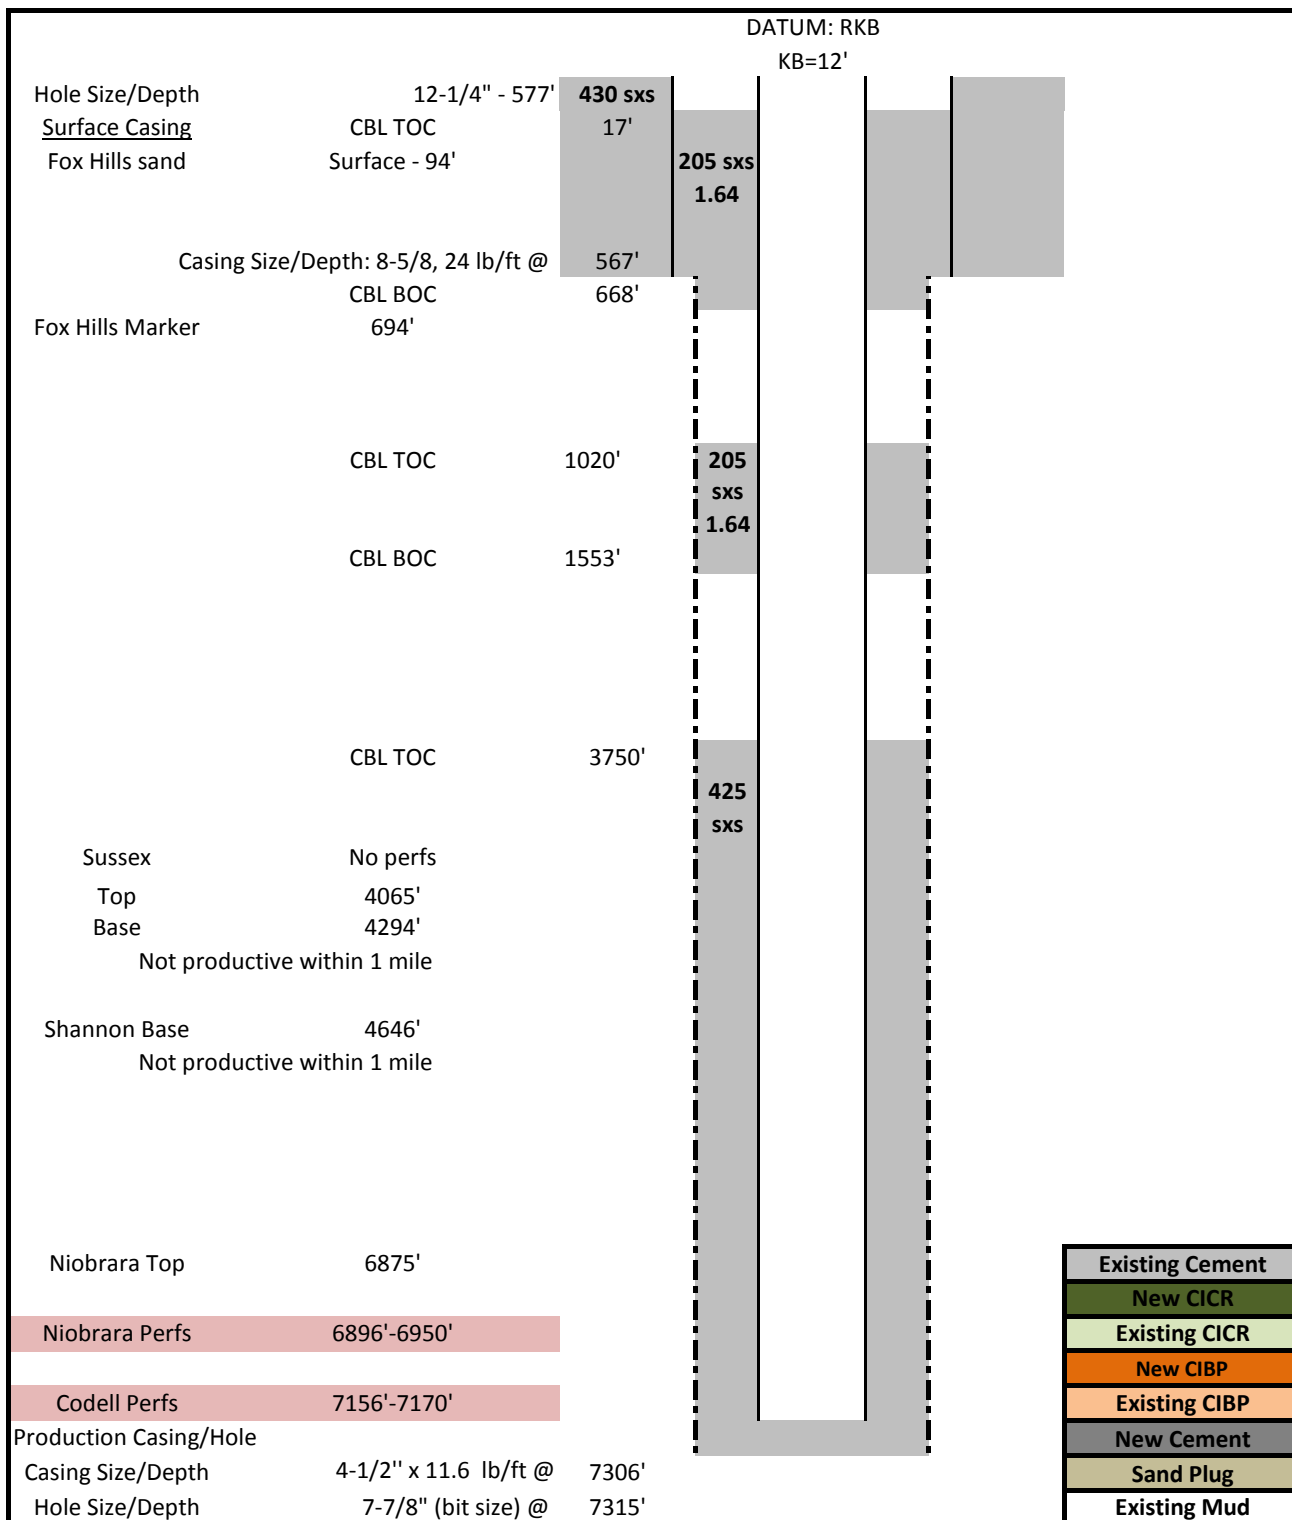 DATUM: RKB
KB=12'
Hole Size/Depth 12-1/4" - 577' 430 sxs
Surface Casing CBL TOC 17'
Fox Hills sand Surface - 94' 205 sxs
1.64
Casing Size/Depth: 8-5/8, 24 lb/ft @ 567'
CBL BOC 668'
Fox Hills Marker 694'
CBL TOC 1020' 205
sxs
1.64
CBL BOC 1553'
CBL TOC 3750'
425
sxs
Sussex No perfs
Top 4065'
Base 4294'
Not productive within 1 mile
Shannon Base 4646'
Not productive within 1 mile
Niobrara Top 6875'
Niobrara Perfs 6896'-6950'
Codell Perfs 7156'-7170'
Production Casing/Hole
Casing Size/Depth 4-1/2'' x 11.6 lb/ft @ 7306'
Hole Size/Depth 7-7/8" (bit size) @ 7315'
Existing Cement
New CICR
Existing CICR
New CIBP
Existing CIBP
New Cement
Sand Plug
Existing Mud